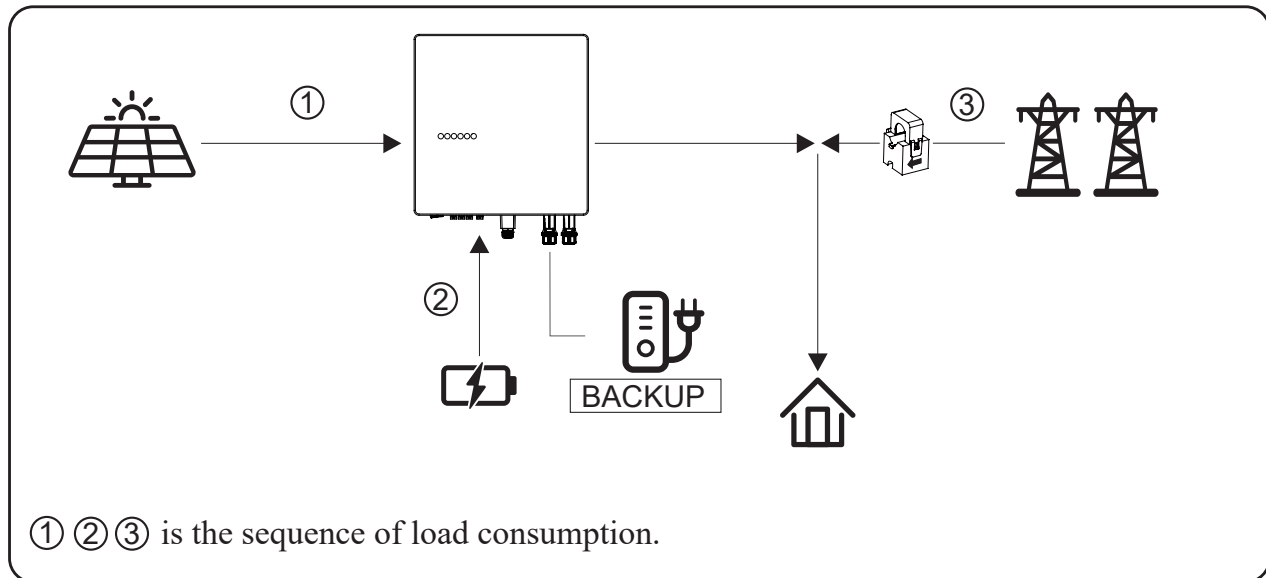 ①
③
②
BACKUP
① ② ③ is the sequence of load consumption.